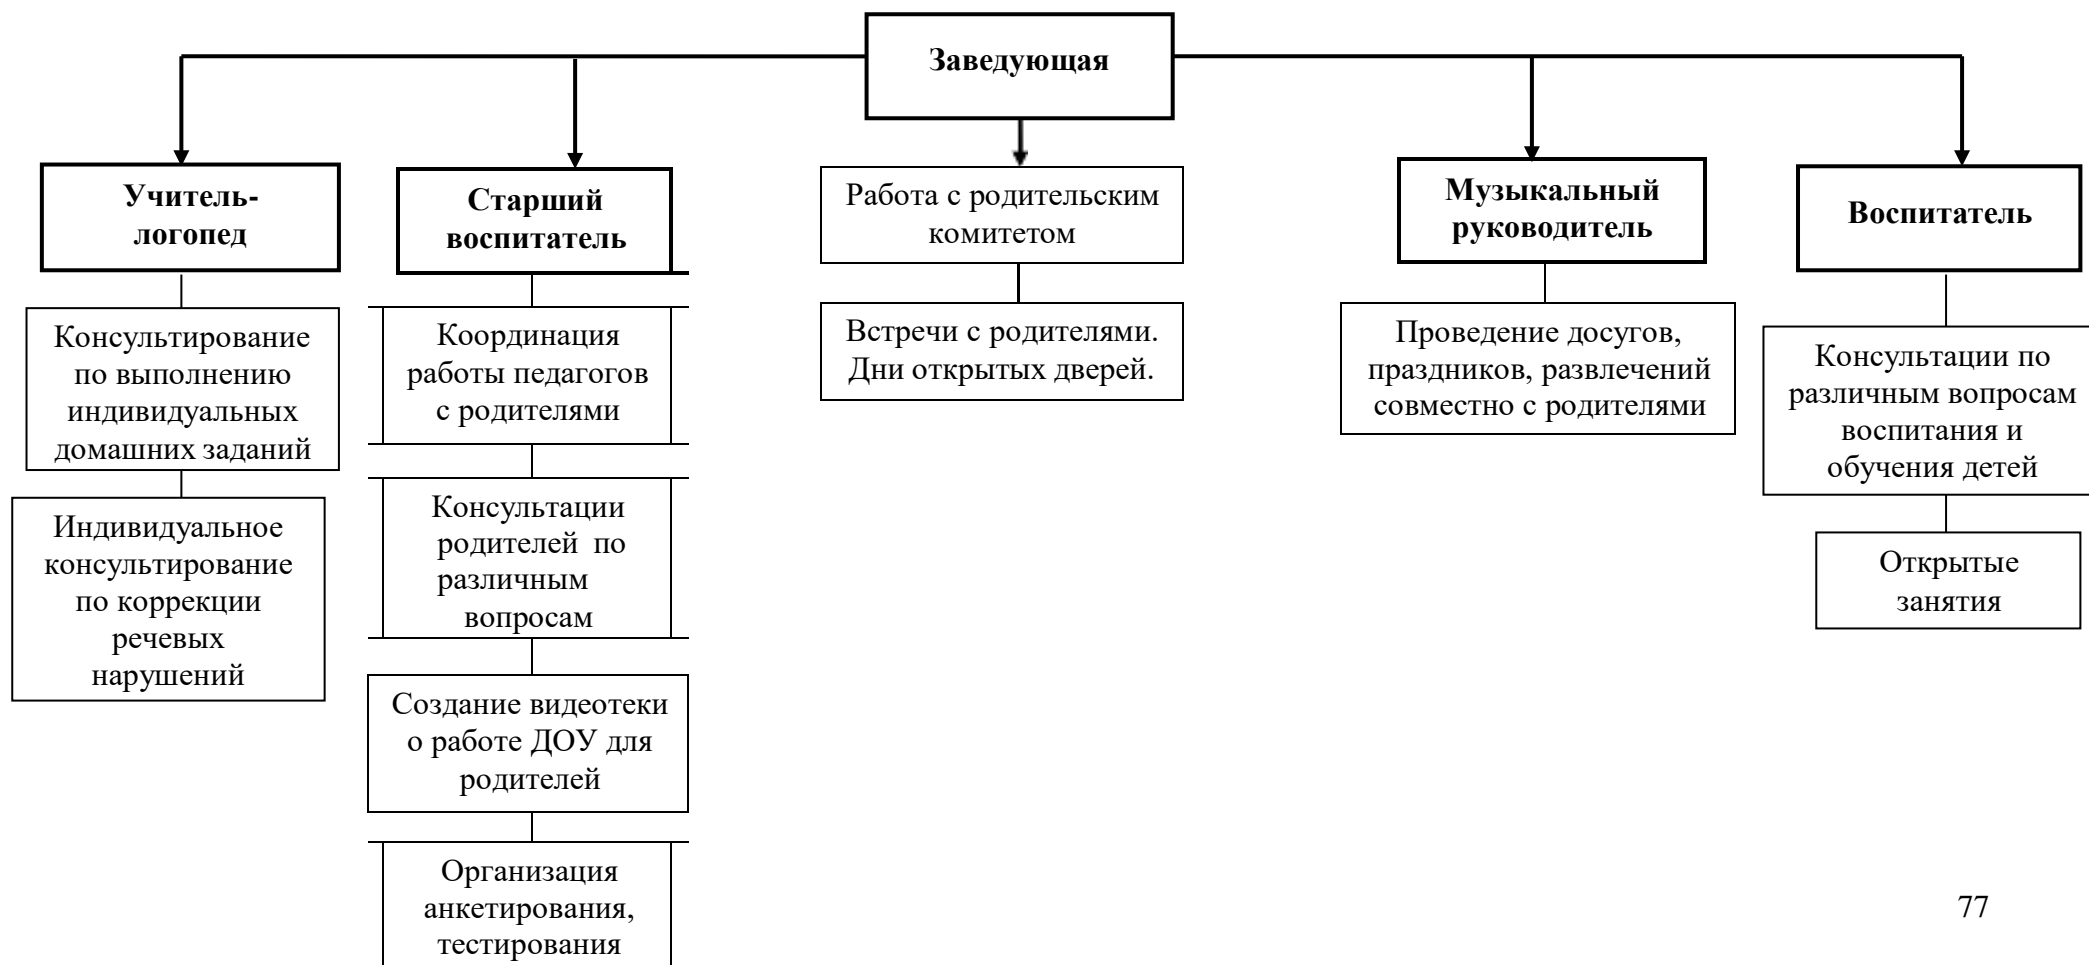 Заведующая
Учитель-
логопед
Консультирование
по выполнению
индивидуальных
домашних заданий
Индивидуальное
консультирование
по коррекции
речевых
нарушений
Старший
воспитатель
Координация
работы педагогов
с родителями
Консультации
родителей по
различным
вопросам
Создание видеотеки
о работе ДОУ для
родителей
Организация
анкетирования,
тестирования
Работа с родительским
комитетом
Встречи с родителями.
Дни открытых дверей.
Музыкальный
руководитель
Проведение досугов,
праздников, развлечений
совместно с родителями
Воспитатель
Консультации по
различным вопросам
воспитания и
обучения детей
Открытые
занятия
77